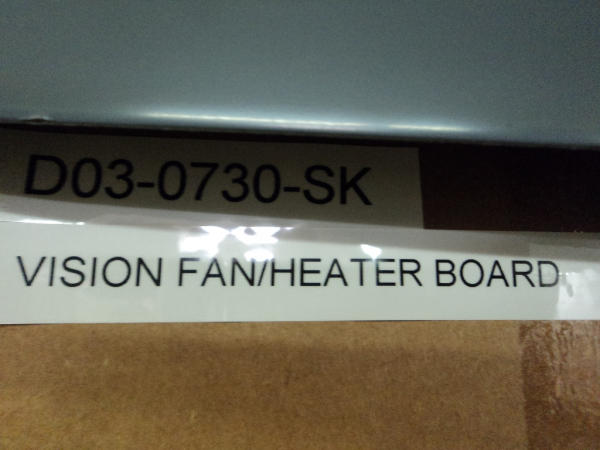 D03-0730-SK
VISION FAN/HEATER BOARD